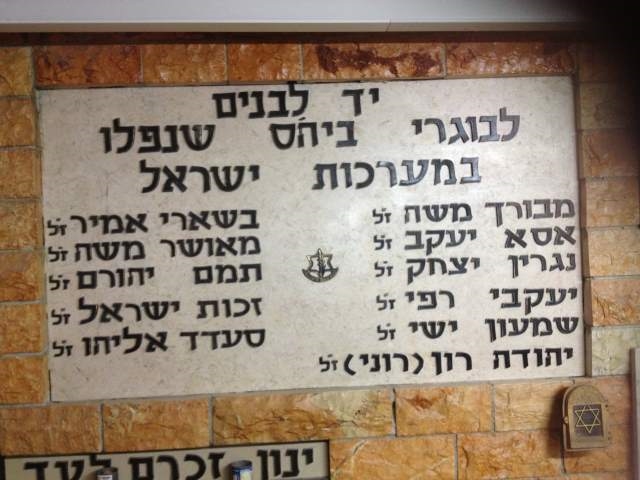 יד לבנים
לבוגרי ביה"ס שנפלו
במערכות ישראל
מבורך משה ז"ל
אסא יעקב ז"ל
נגרין יצחק ז"ל
יעקבי רפי ז"ל
שמעון ישי ז"ל
יהודה רון (רוני) ז"ל
בשארי אמיר ז"ל
מאושר משה ז"ל
תמם יהורם ז"ל
זכות ישראל ז"ל
סעדד אליהו ז"ל
ינון זכרם לעד